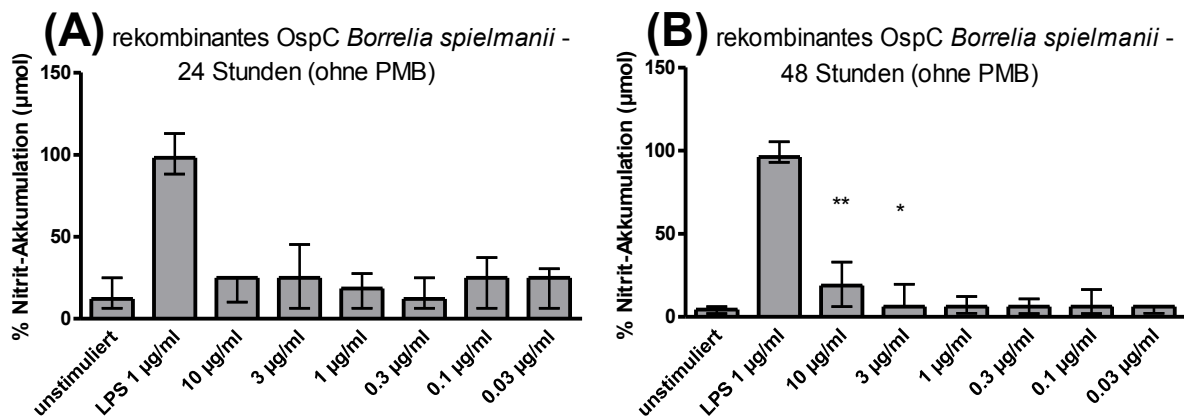 (A) rekombantes OspC Borrelia spielmanii -
24 Stunden (ohne PMB)
% Nitrit-Akkumulation (µmol)
150
100
50
0
unstimuliert
LPS 1 µg/ml
10 µg/ml
3 µg/ml
1 µg/ml
0.3 µg/ml
0.1 µg/ml
0.03 µg/ml
(B) rekombinantes OspC Borrelia spielmanii -
48 Stunden (ohne PMB)
% Nitrit-Akkumulation (µmol)
150
100
50
0
**
*
unstimuliert
LPS 1 µg/ml
10 µg/ml
3 µg/ml
1 µg/ml
0.3 µg/ml
0.1 µg/ml
0.03 µg/ml